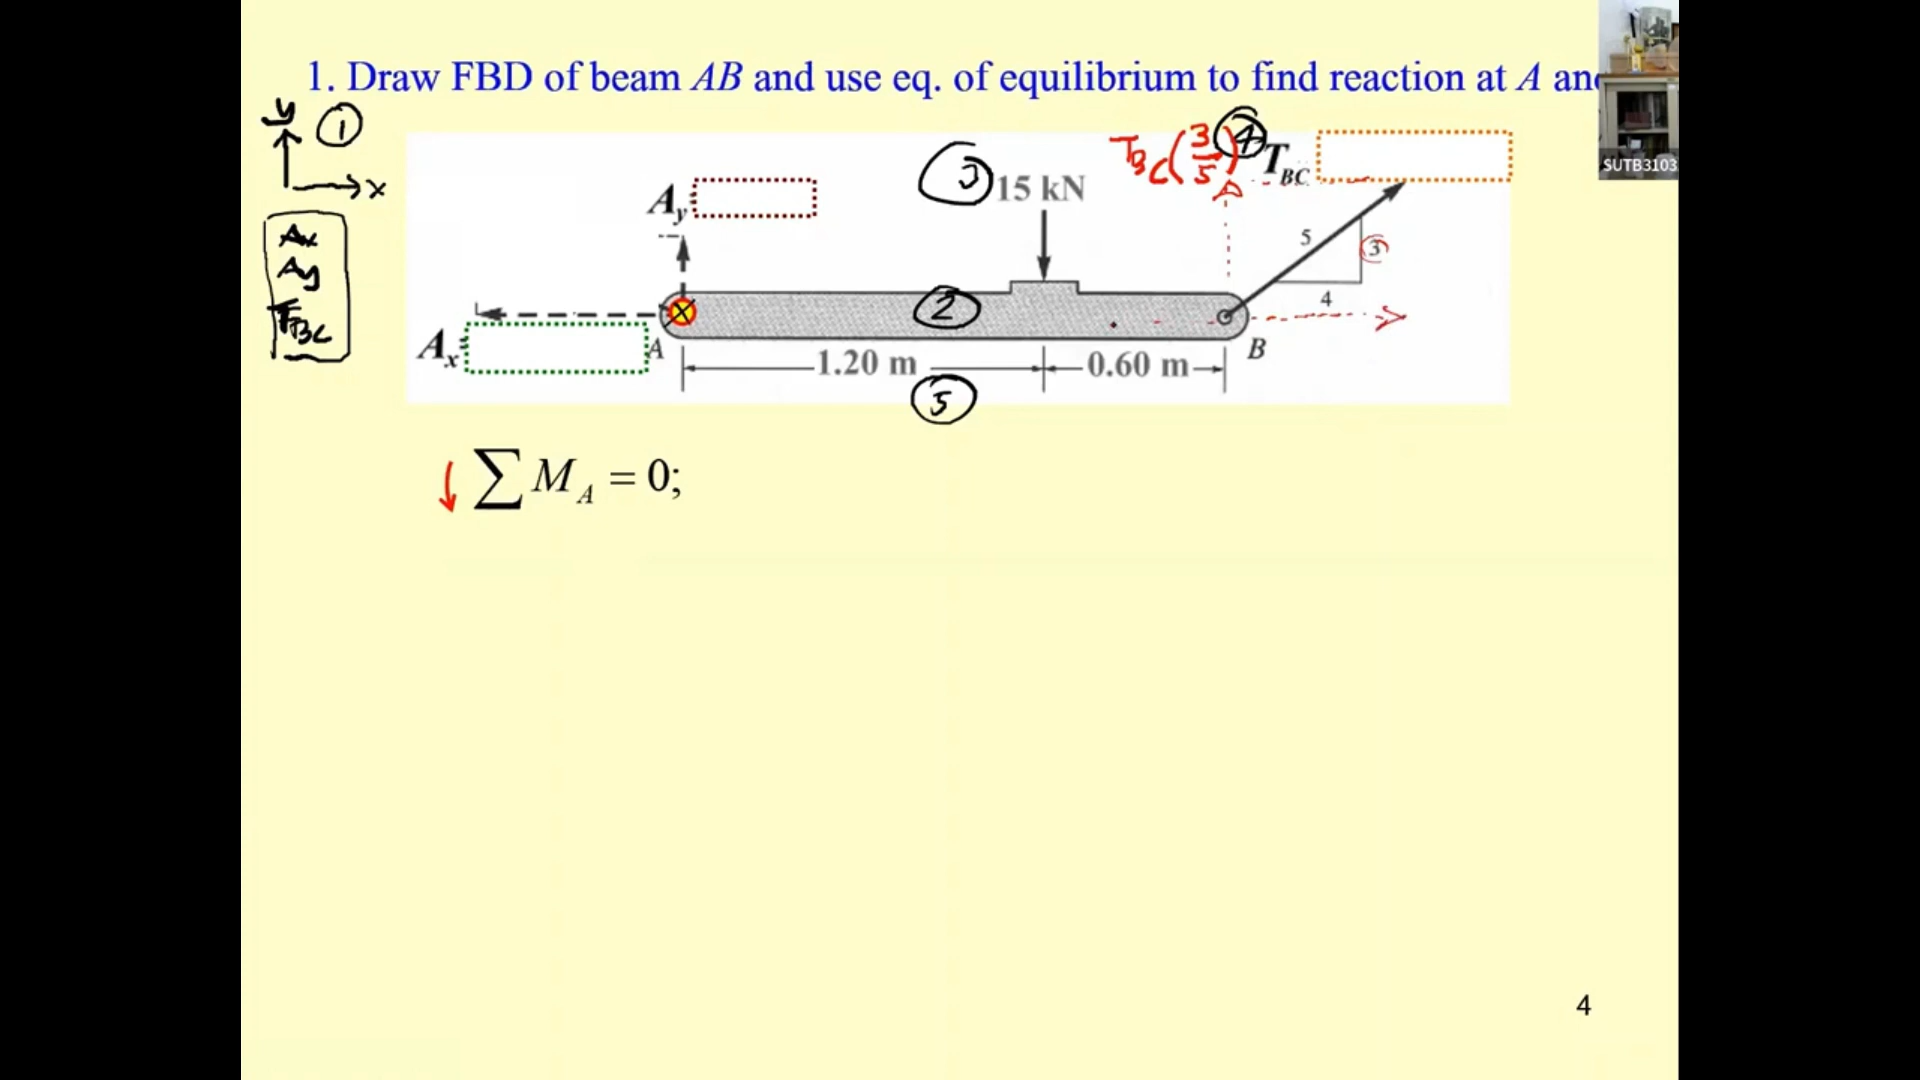 1. Draw FBD of beam AB and use eq. of equilibrium to find reaction at A and
SUTB3103
y
①
x
Ax
Ay
TBC
Ay=
③
15 kN
TBC(3/5)
④
TBC
5
3
4
②
Ax=
A
B
1.20 m
0.60 m
⑤
∑ MA = 0;
4